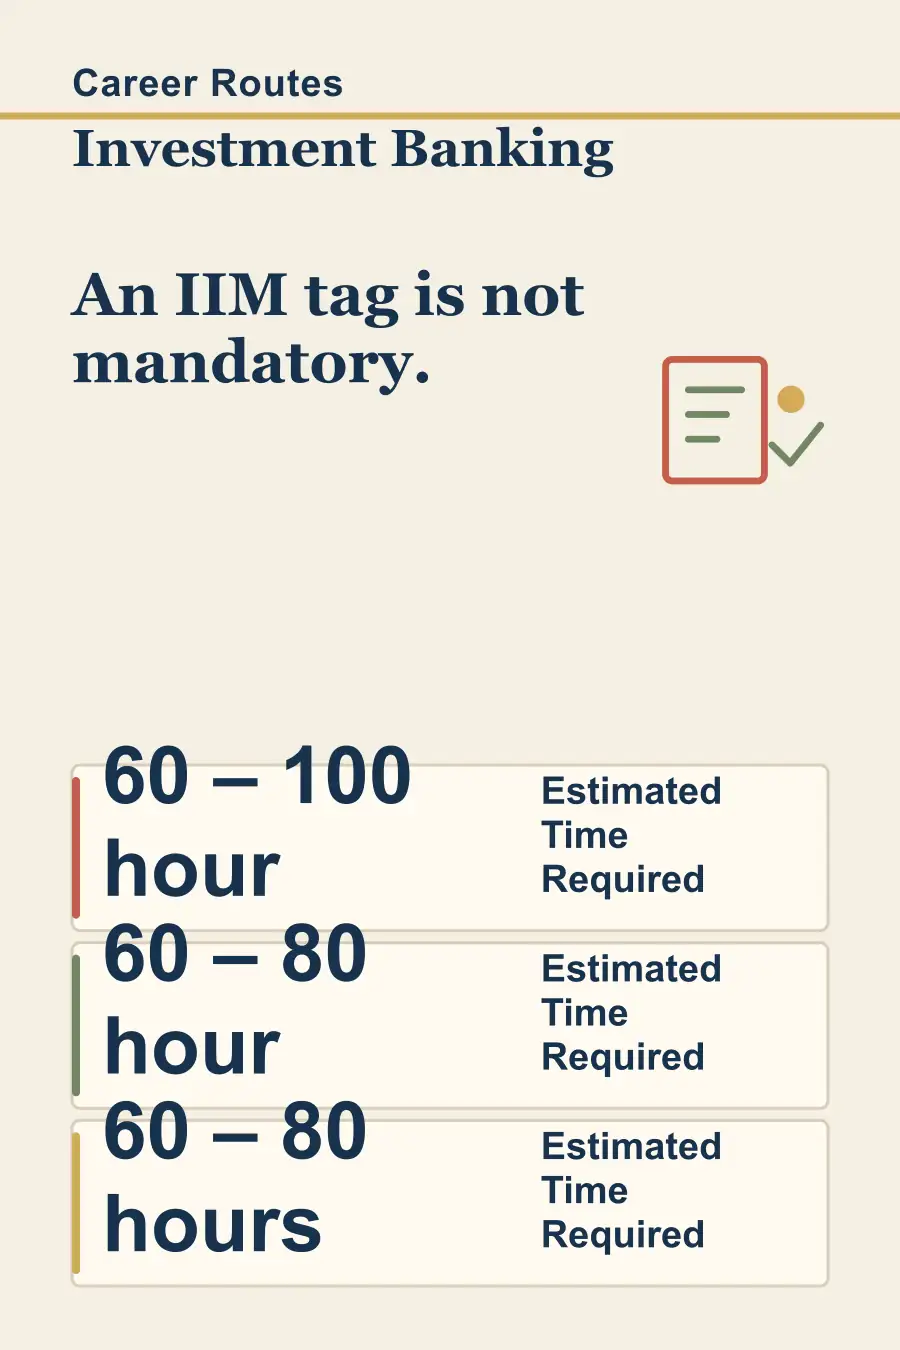 Career Routes
Investment Banking
An IIM tag is not
mandatory.
60 – 100
hour
Estimated
Time
Required
60 – 80
hour
Estimated
Time
Required
60 – 80
hours
Estimated
Time
Required